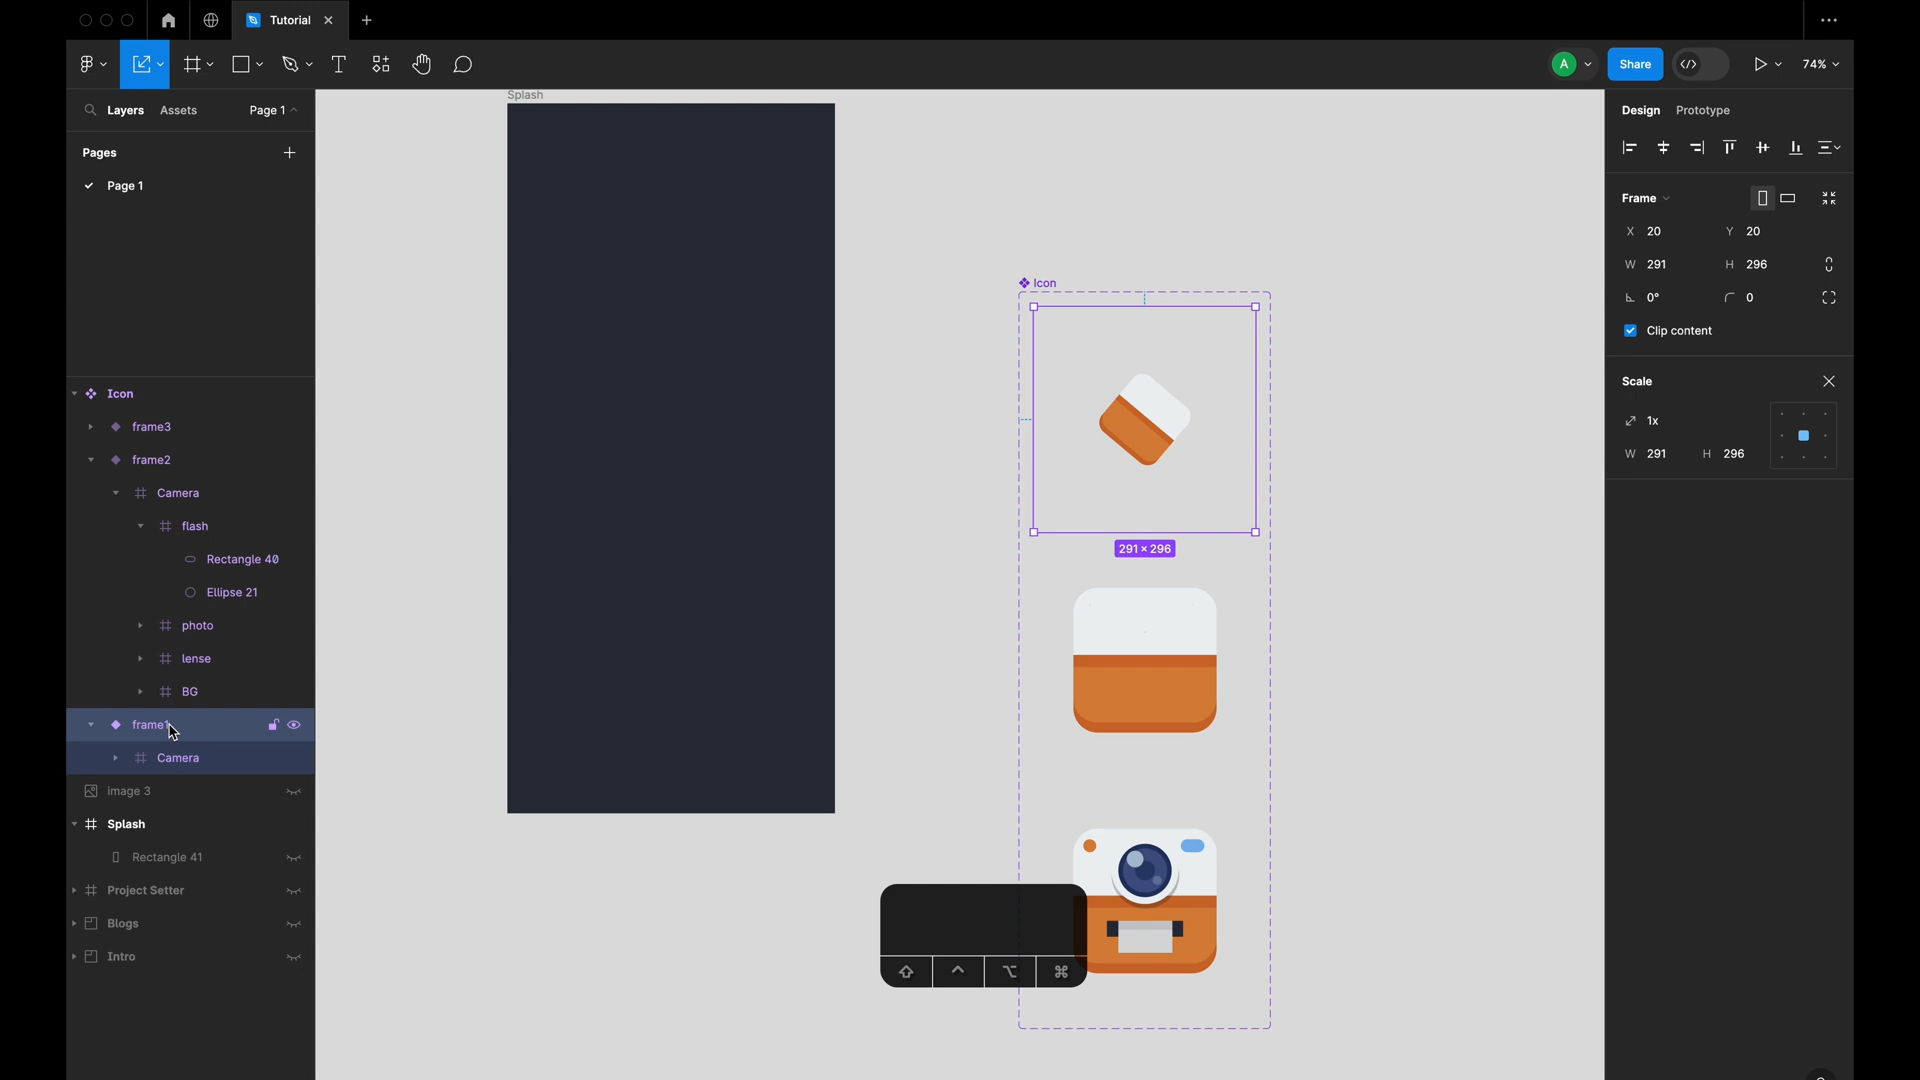 Tutorial
Share
74%
A
Layers
Assets
Page 1
Pages
Page 1
Icon
frame3
frame2
Camera
flash
Rectangle 40
Ellipse 21
photo
lense
BG
frame1
Camera
image 3
Splash
Rectangle 41
Project Setter
Blogs
Intro
Splash
Icon
291 × 296
Design
Prototype
Frame
X 20
Y 20
W 291
H 296
0°
0
Clip content
Scale
1x
W 291
H 296